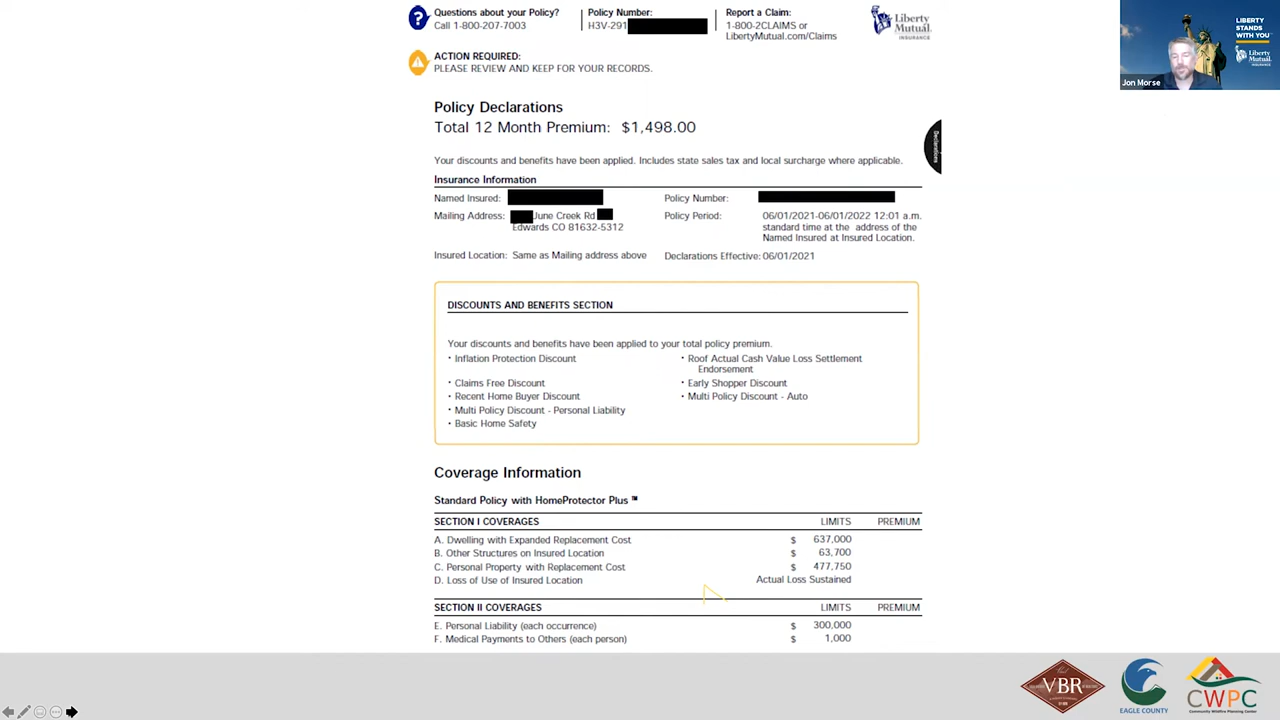 Questions about your Policy?
Call 1-800-207-7003
Policy Number:
H3V-291
Report a Claim:
1-800-2CLAIMS or
LibertyMutual.com/Claims
Liberty
Mutual.
INSURANCE
ACTION REQUIRED:
PLEASE REVIEW AND KEEP FOR YOUR RECORDS.
LIBERTY
STANDS
WITH YOU™
Liberty
Mutual.
INSURANCE
Jon Morse
Policy Declarations
Total 12 Month Premium: $1,498.00
Declarations
Your discounts and benefits have been applied. Includes state sales tax and local surcharge where applicable.
Insurance Information
Named Insured:
Policy Number:
Mailing Address: June Creek Rd
Edwards CO 81632-5312
Policy Period: 06/01/2021-06/01/2022 12:01 a.m.
standard time at the address of the
Named Insured at Insured Location.
Insured Location: Same as Mailing address above
Declarations Effective: 06/01/2021
DISCOUNTS AND BENEFITS SECTION
Your discounts and benefits have been applied to your total policy premium.
• Inflation Protection Discount
• Roof Actual Cash Value Loss Settlement
Endorsement
• Claims Free Discount
• Early Shopper Discount
• Recent Home Buyer Discount
• Multi Policy Discount - Auto
• Multi Policy Discount - Personal Liability
• Basic Home Safety
Coverage Information
Standard Policy with HomeProtector Plus ™
SECTION I COVERAGES LIMITS PREMIUM
A. Dwelling with Expanded Replacement Cost $ 637,000
B. Other Structures on Insured Location $ 63,700
C. Personal Property with Replacement Cost $ 477,750
D. Loss of Use of Insured Location Actual Loss Sustained
SECTION II COVERAGES LIMITS PREMIUM
E. Personal Liability (each occurrence) $ 300,000
F. Medical Payments to Others (each person) $ 1,000
VBR
EAGLE COUNTY
CWPC
Community Wildfire Planning Center